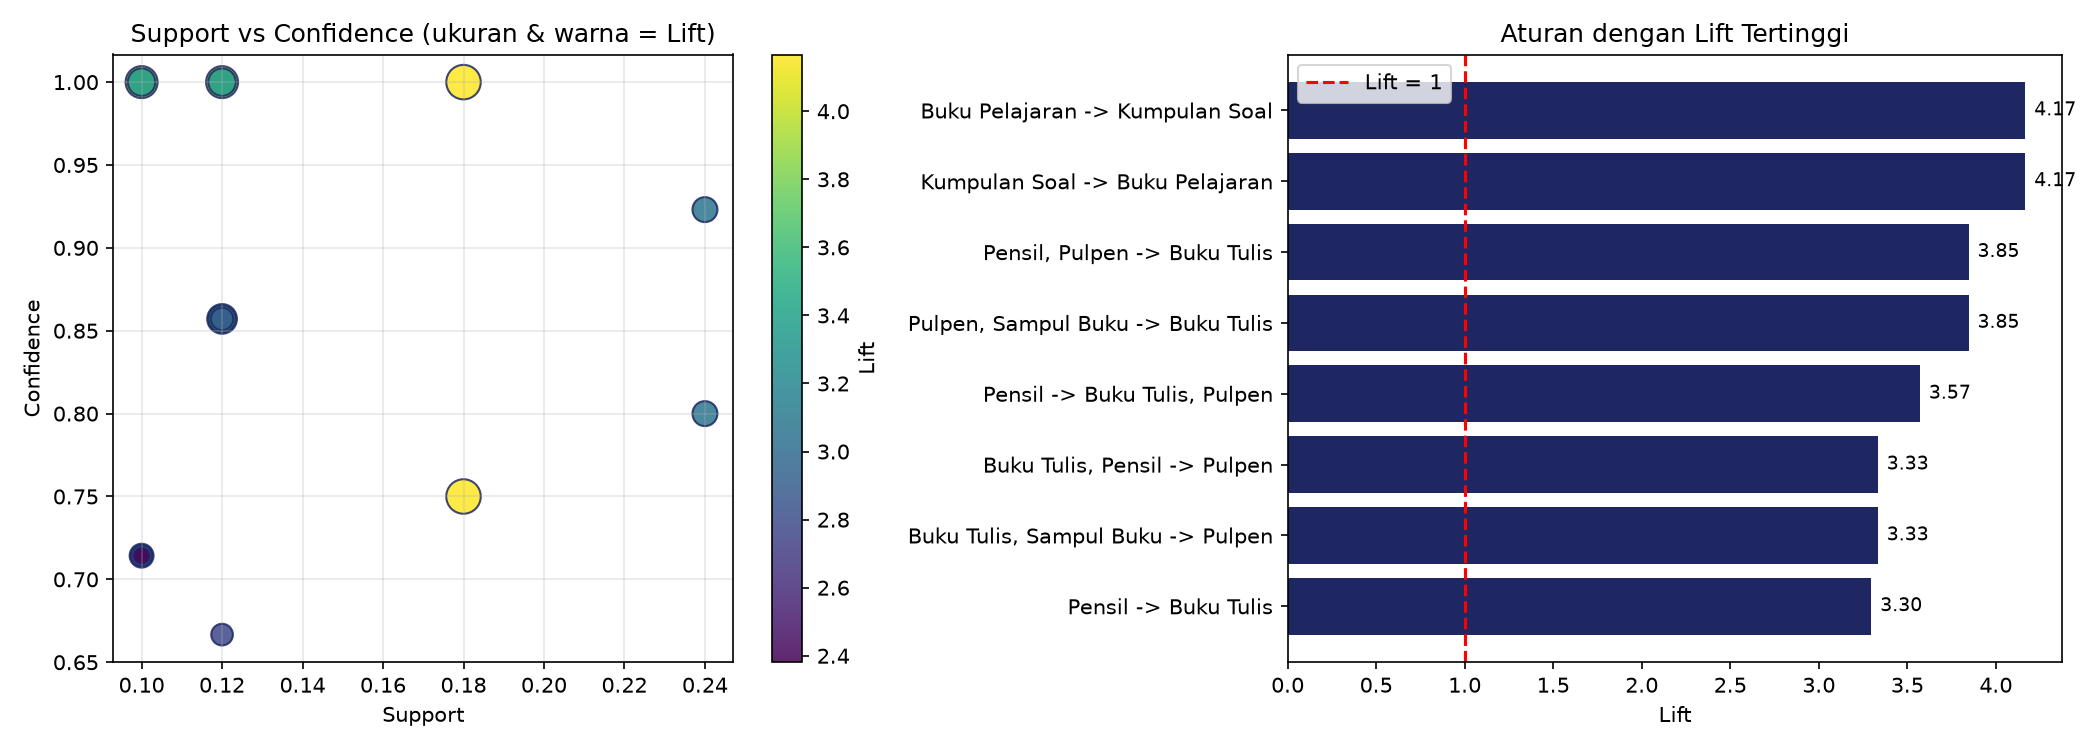 Support vs Confidence (ukuran & warna = Lift)
1.00
0.95
0.90
0.85
0.80
0.75
0.70
0.65
Confidence
0.10 0.12 0.14 0.16 0.18 0.20 0.22 0.24
Support
4.0
3.8
3.6
3.4
3.2
3.0
2.8
2.6
2.4
Lift
Aturan dengan Lift Tertinggi
Lift = 1
Buku Pelajaran -> Kumpulan Soal 4.17
Kumpulan Soal -> Buku Pelajaran 4.17
Pensil, Pulpen -> Buku Tulis 3.85
Pulpen, Sampul Buku -> Buku Tulis 3.85
Pensil -> Buku Tulis, Pulpen 3.57
Buku Tulis, Pensil -> Pulpen 3.33
Buku Tulis, Sampul Buku -> Pulpen 3.33
Pensil -> Buku Tulis 3.30
0.0 0.5 1.0 1.5 2.0 2.5 3.0 3.5 4.0
Lift